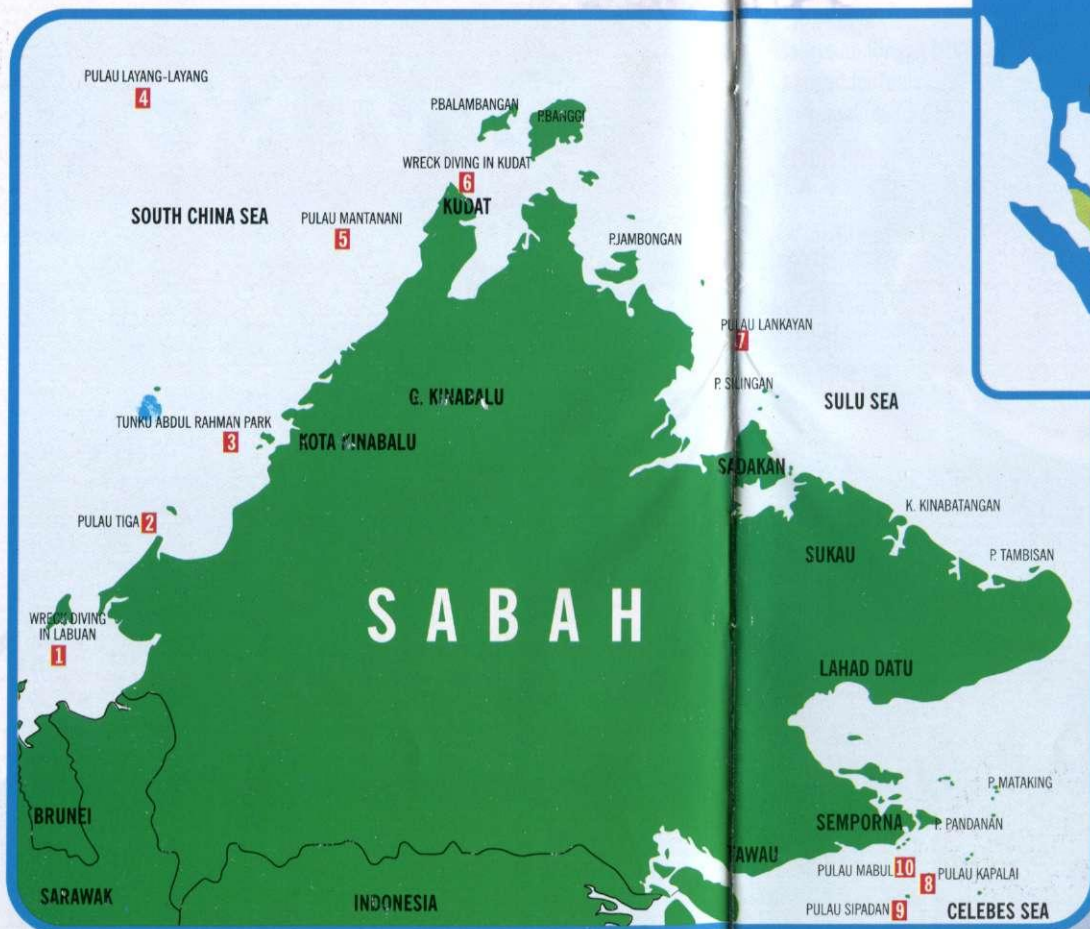 PULAU LAYANG-LAYANG
4
P.BALAMBANGAN
P.BANGGI
WRECK DIVING IN KUDAT
6
KUDAT
SOUTH CHINA SEA
PULAU MANTANANI
5
P.JAMBONGAN
PULAU LANKAYAN
7
P. SILINGAN
SULU SEA
G. KINABALU
TUNKU ABDUL RAHMAN PARK
3
KOTA KINABALU
SADAKAN
K. KINABATANGAN
PULAU TIGA 2
SUKAU
P. TAMBISAN
SABAH
WRECK DIVING
IN LABUAN
1
LAHAD DATU
P. MATAKING
BRUNEI
SEMPORNA
P. PANDANAN
TAWAU
PULAU MABUL 10
8 PULAU KAPALAI
SARAWAK
INDONESIA
PULAU SIPADAN 9
CELEBES SEA